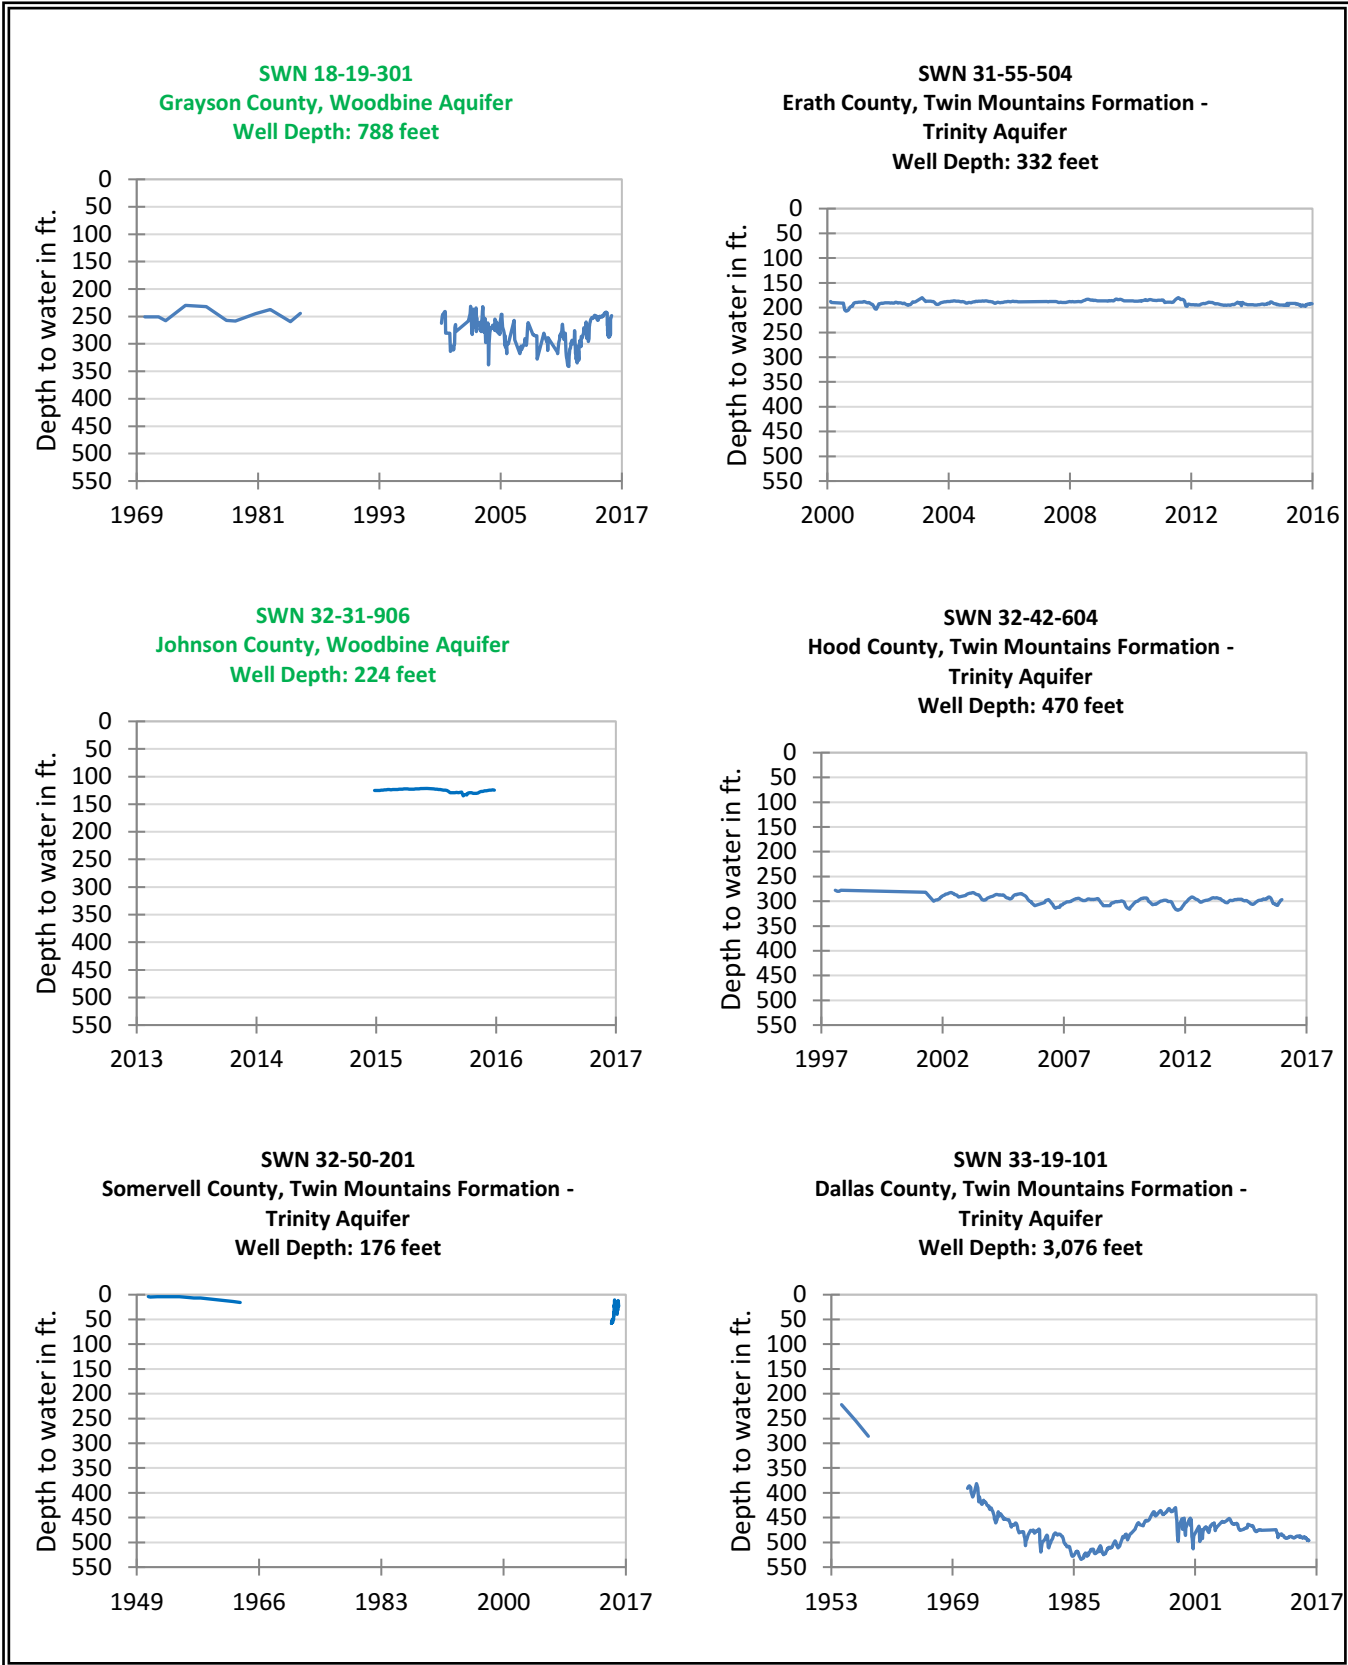 SWN 18-19-301
Grayson County, Woodbine Aquifer
Well Depth: 788 feet
Depth to water in ft.
0
50
100
150
200
250
300
350
400
450
500
550
1969 1981 1993 2005 2017
SWN 31-55-504
Erath County, Twin Mountains Formation -
Trinity Aquifer
Well Depth: 332 feet
Depth to water in ft.
0
50
100
150
200
250
300
350
400
450
500
550
2000 2004 2008 2012 2016
SWN 32-31-906
Johnson County, Woodbine Aquifer
Well Depth: 224 feet
Depth to water in ft.
0
50
100
150
200
250
300
350
400
450
500
550
2013 2014 2015 2016 2017
SWN 32-42-604
Hood County, Twin Mountains Formation -
Trinity Aquifer
Well Depth: 470 feet
Depth to water in ft.
0
50
100
150
200
250
300
350
400
450
500
550
1997 2002 2007 2012 2017
SWN 32-50-201
Somervell County, Twin Mountains Formation -
Trinity Aquifer
Well Depth: 176 feet
Depth to water in ft.
0
50
100
150
200
250
300
350
400
450
500
550
1949 1966 1983 2000 2017
SWN 33-19-101
Dallas County, Twin Mountains Formation -
Trinity Aquifer
Well Depth: 3,076 feet
Depth to water in ft.
0
50
100
150
200
250
300
350
400
450
500
550
1953 1969 1985 2001 2017